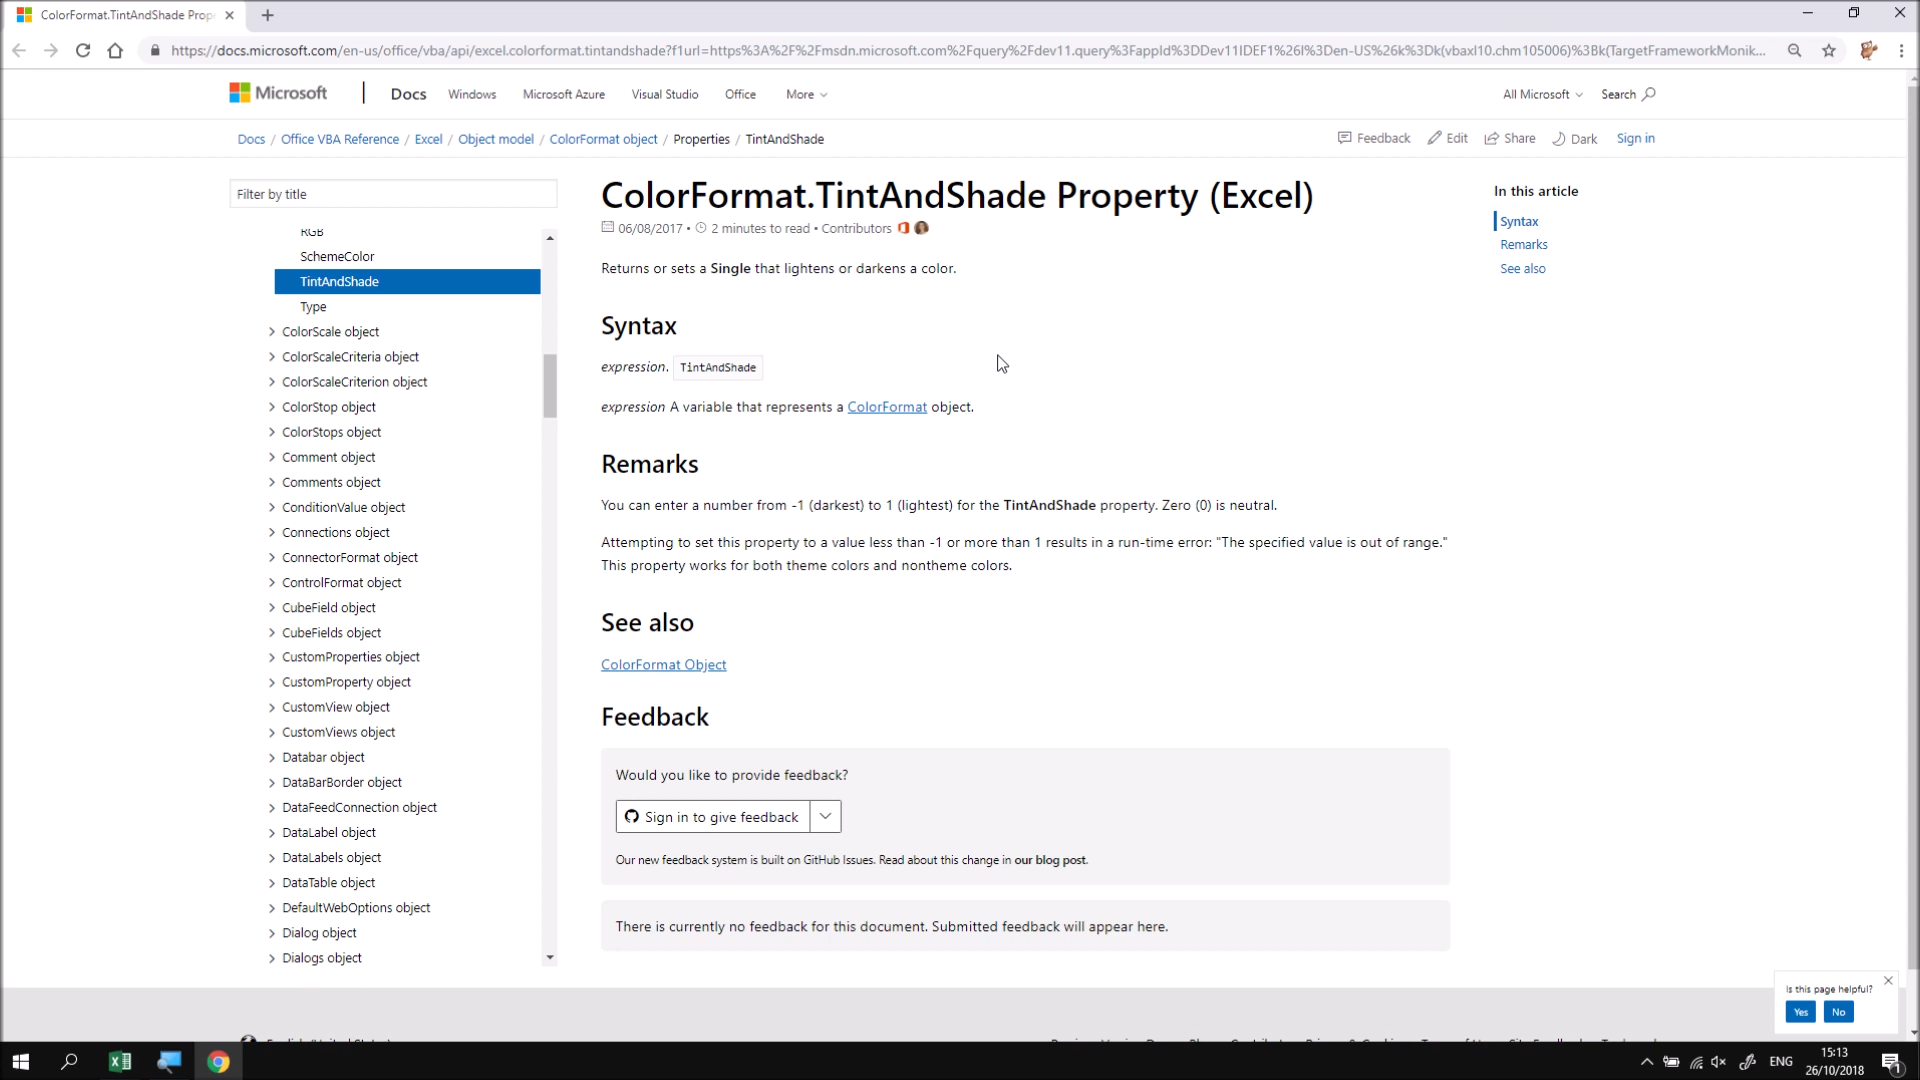 ColorFormat.TintAndShade Prop
https://docs.microsoft.com/en-us/office/vba/api/excel.colorformat.tintandshade?f1url=https%3A%2F%2Fmsdn.microsoft.com%2Fquery%2Fdev11.query%3FappId%3DDev11IDEF1%26l%3Den-US%26k%3Dk(vbaxl10.chm105006)%3Bk(TargetFrameworkMonik...
Microsoft
Docs Windows Microsoft Azure Visual Studio Office More
All Microsoft Search
Docs / Office VBA Reference / Excel / Object model / ColorFormat object / Properties / TintAndShade
Feedback Edit Share Dark Sign in
Filter by title
RGB
SchemeColor
TintAndShade
Type
ColorScale object
ColorScaleCriteria object
ColorScaleCriterion object
ColorStop object
ColorStops object
Comment object
Comments object
ConditionValue object
Connections object
ConnectorFormat object
ControlFormat object
CubeField object
CubeFields object
CustomProperties object
CustomProperty object
CustomView object
CustomViews object
Databar object
DataBarBorder object
DataFeedConnection object
DataLabel object
DataLabels object
DataTable object
DefaultWebOptions object
Dialog object
Dialogs object
ColorFormat.TintAndShade Property (Excel)
06/08/2017 • 2 minutes to read • Contributors
Returns or sets a Single that lightens or darkens a color.
Syntax
expression. TintAndShade
expression A variable that represents a ColorFormat object.
Remarks
You can enter a number from -1 (darkest) to 1 (lightest) for the TintAndShade property. Zero (0) is neutral.
Attempting to set this property to a value less than -1 or more than 1 results in a run-time error: "The specified value is out of range."
This property works for both theme colors and nontheme colors.
See also
ColorFormat Object
Feedback
Would you like to provide feedback?
Sign in to give feedback
Our new feedback system is built on GitHub Issues. Read about this change in our blog post.
There is currently no feedback for this document. Submitted feedback will appear here.
In this article
Syntax
Remarks
See also
Is this page helpful?
Yes No
ENG
15:13
26/10/2018
1